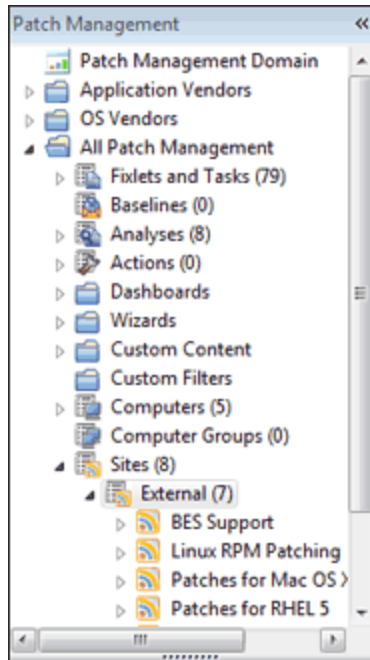 Patch Management
Patch Management Domain
Application Vendors
OS Vendors
All Patch Management
Fixlets and Tasks (79)
Baselines (0)
Analyses (8)
Actions (0)
Dashboards
Wizards
Custom Content
Custom Filters
Computers (5)
Computer Groups (0)
Sites (8)
External (7)
BES Support
Linux RPM Patching
Patches for Mac OS X
Patches for RHEL 5